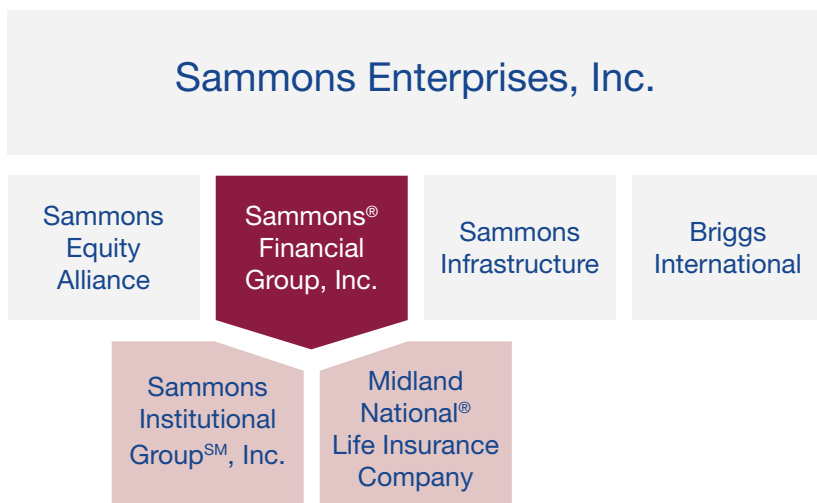 Sammons Enterprises, Inc.
Sammons
Equity
Alliance
Sammons®
Financial
Group, Inc.
Sammons
Infrastructure
Briggs
International
Sammons
Institutional
Group℠, Inc.
Midland
National®
Life Insurance
Company